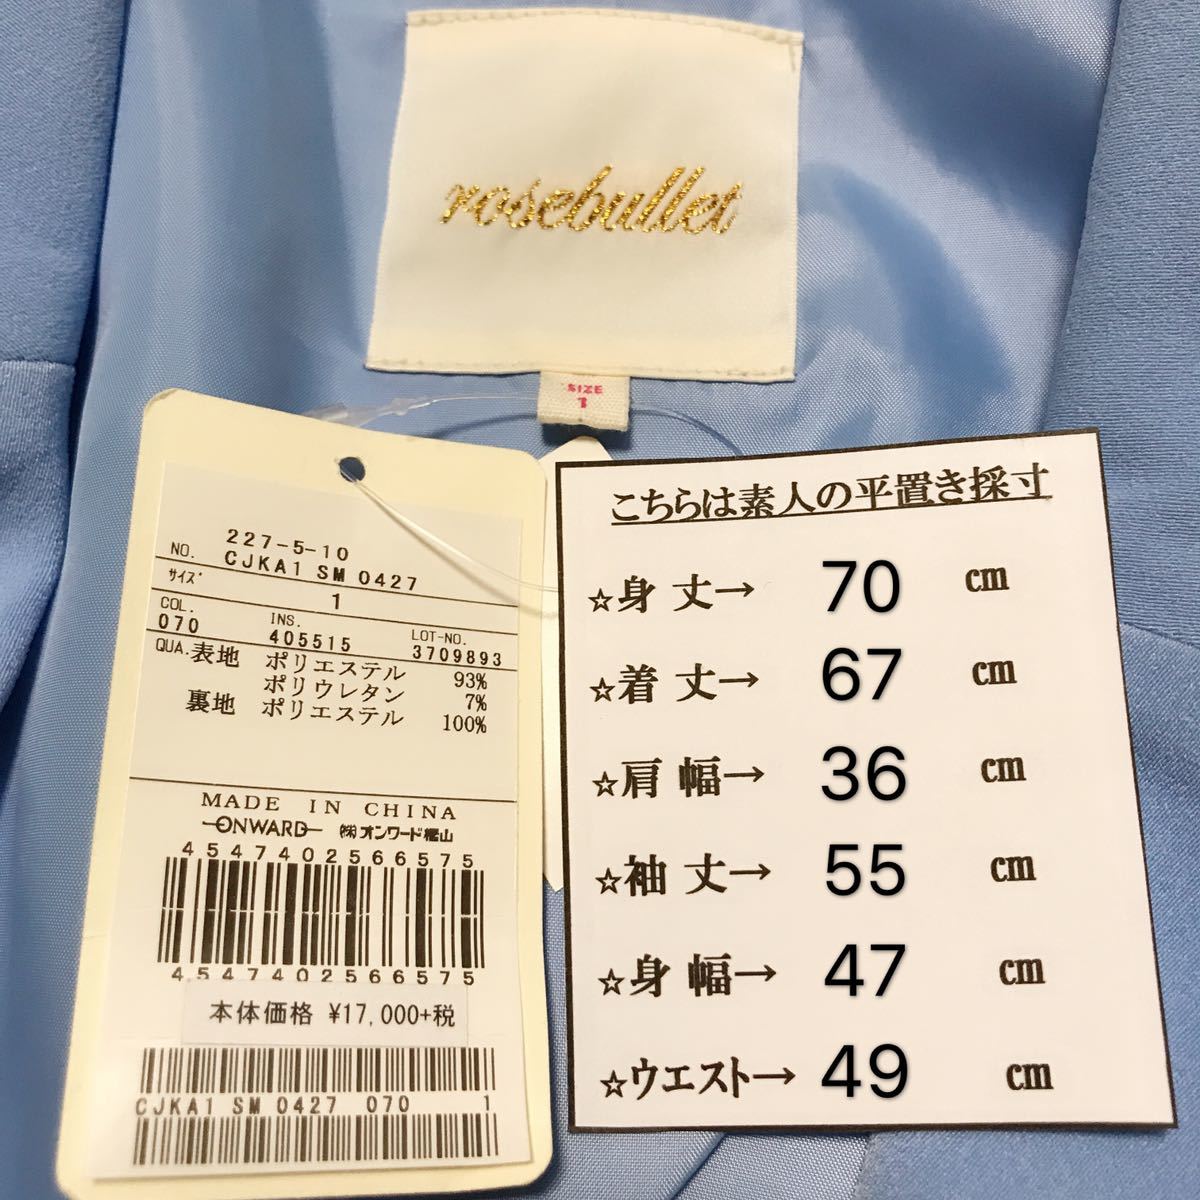 rosebullet
SIZE
1
227-5-10
NO. CJKA1 SM 0427
サイズ 1
COL. INS. LOT-NO.
070 405515 3709893
QUA. 表地 ポリエステル 93%
ポリウレタン 7%
裏地 ポリエステル 100%
MADE IN CHINA
ONWARD ㈱オンワード樫山
4547402566575
4547402566575
本体価格 ¥17,000+税
CJKA1 SM 0427 070 1
こちらは素人の平置き採寸
☆身 丈→ 70 cm
☆着 丈→ 67 cm
☆肩 幅→ 36 cm
☆袖 丈→ 55 cm
☆身 幅→ 47 cm
☆ウエスト→ 49 cm